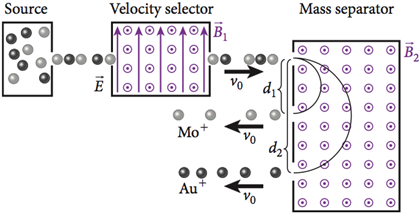 Source
Velocity selector
Mass separator
B⃗₁
B⃗₂
E⃗
v₀
d₁
Mo⁺
v₀
d₂
Au⁺
v₀